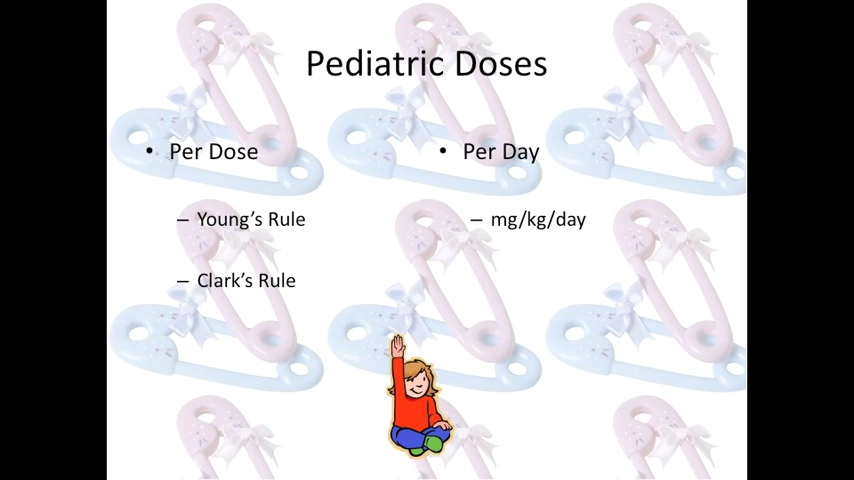 Pediatric Doses
• Per Dose
– Young's Rule
– Clark's Rule
• Per Day
– mg/kg/day